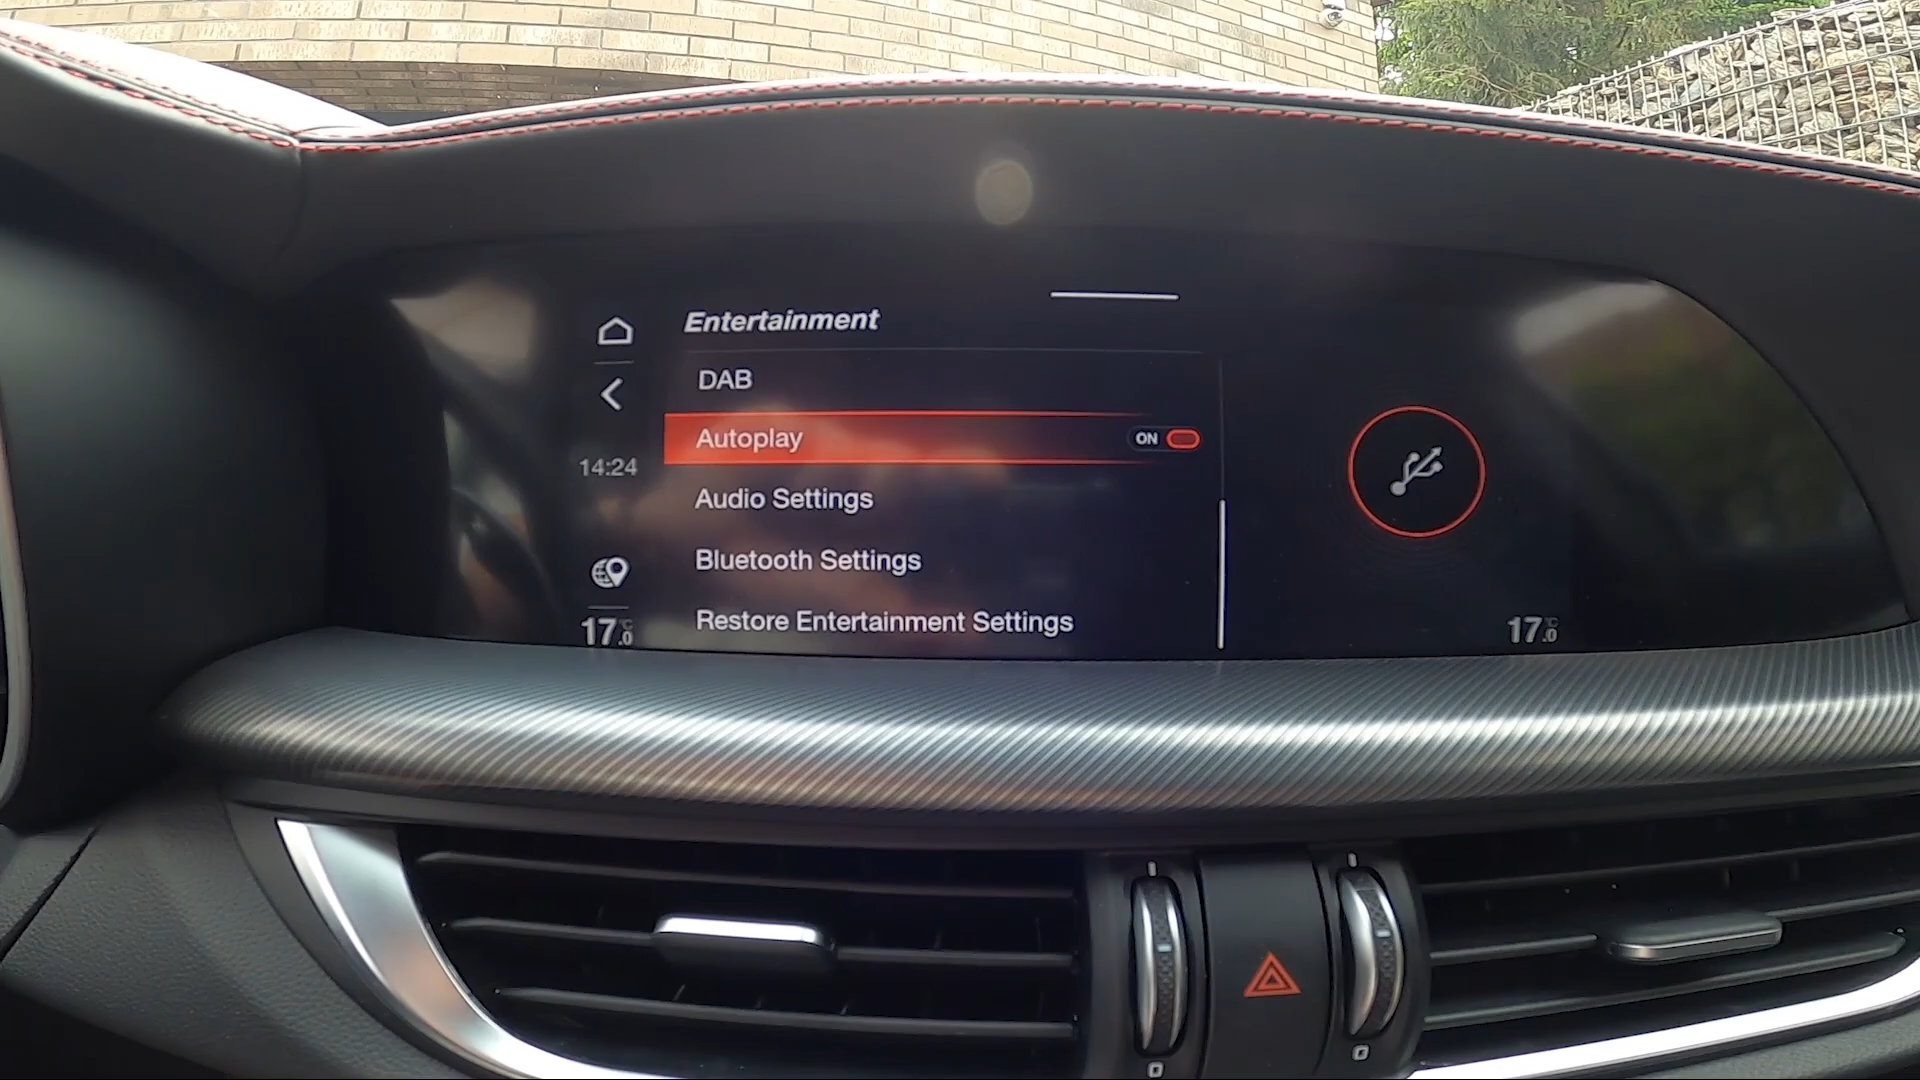 Entertainment
DAB
Autoplay ON
14:24
Audio Settings
Bluetooth Settings
Restore Entertainment Settings
17.0 °C
17.0 °C